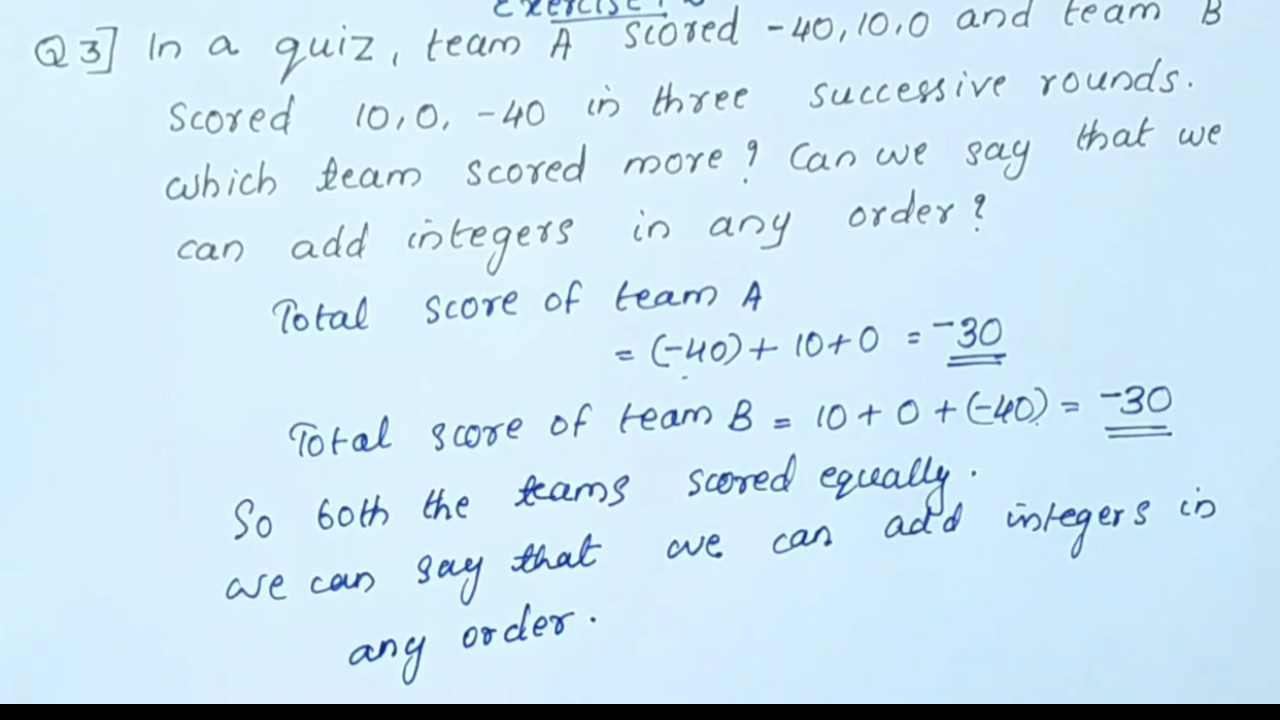 Exercise
Q3] In a quiz, team A scored -40, 10, 0 and team B
scored 10, 0, -40 in three successive rounds.
which team scored more? Can we say that we
can add integers in any order?
Total score of team A
= (-40) + 10 + 0 = -30
Total score of team B = 10 + 0 + (-40) = -30
So both the teams scored equally.
we can say that we can add integers in
any order.